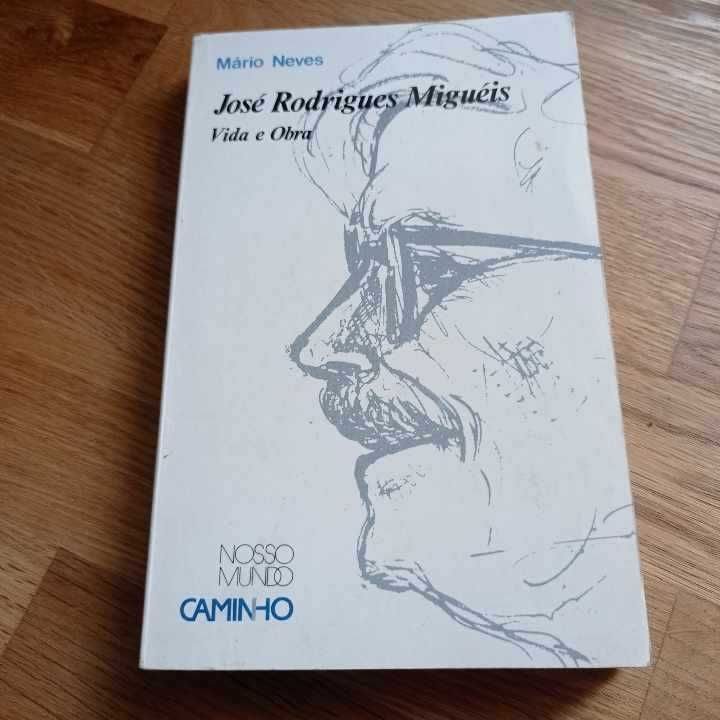 Mário Neves
José Rodrigues Miguéis
Vida e Obra
NOSSO
MUNDO
CAMINHO